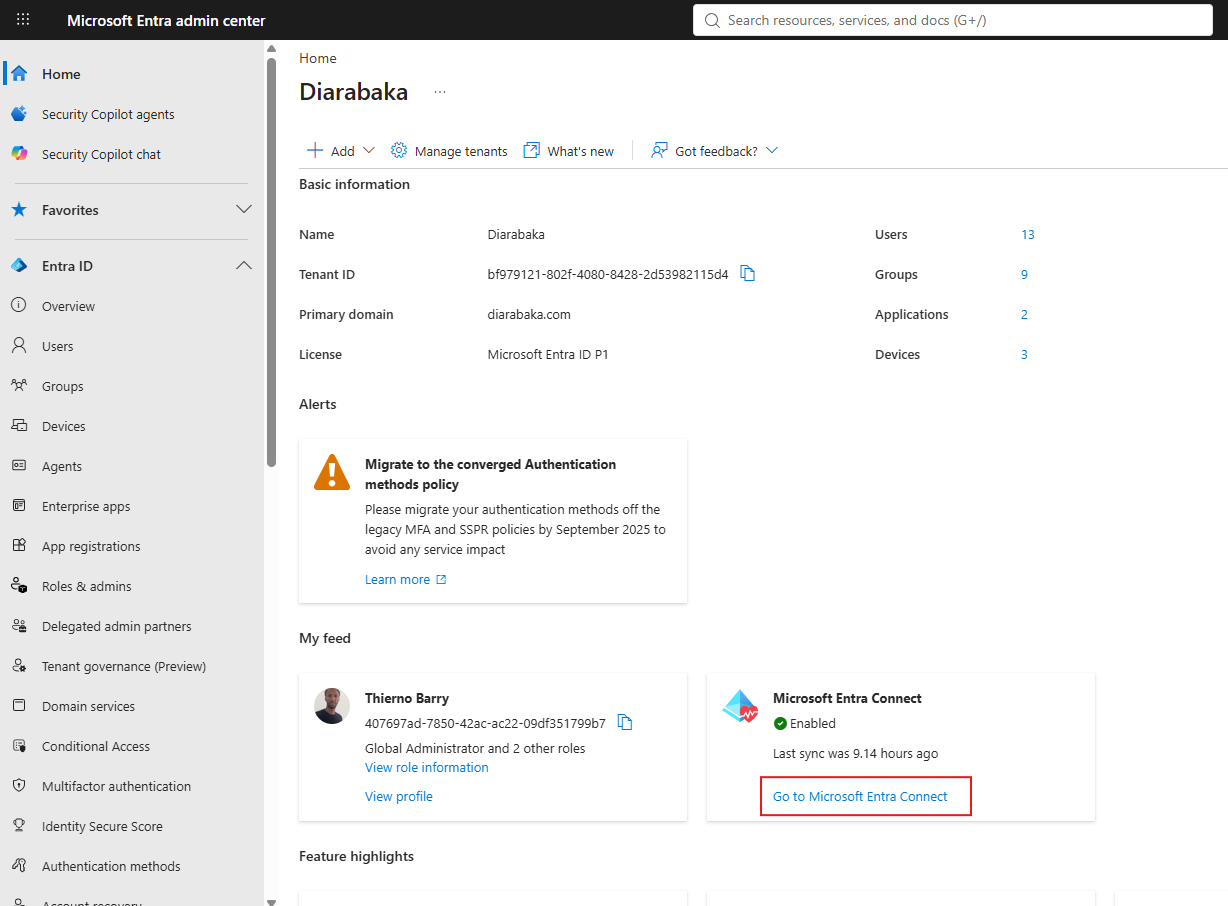 Microsoft Entra admin center
Search resources, services, and docs (G+/)
Home
Security Copilot agents
Security Copilot chat
Favorites
Entra ID
Overview
Users
Groups
Devices
Agents
Enterprise apps
App registrations
Roles & admins
Delegated admin partners
Tenant governance (Preview)
Domain services
Conditional Access
Multifactor authentication
Identity Secure Score
Authentication methods
Account recovery
Home
Diarabaka ...
Add
Manage tenants
What's new
Got feedback?
Basic information
Name Diarabaka Users 13
Tenant ID bf979121-802f-4080-8428-2d53982115d4 Groups 9
Primary domain diarabaka.com Applications 2
License Microsoft Entra ID P1 Devices 3
Alerts
Migrate to the converged Authentication
methods policy
Please migrate your authentication methods off the
legacy MFA and SSPR policies by September 2025 to
avoid any service impact
Learn more
My feed
Thierno Barry
407697ad-7850-42ac-ac22-09df351799b7
Global Administrator and 2 other roles
View role information
View profile
Microsoft Entra Connect
Enabled
Last sync was 9.14 hours ago
Go to Microsoft Entra Connect
Feature highlights